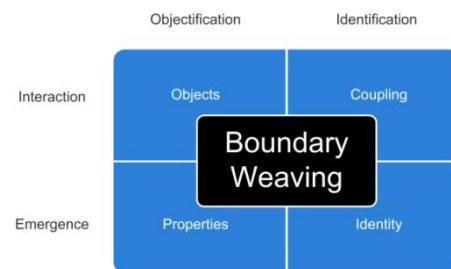 Objectification Identification
Interaction Objects Coupling
Boundary
Weaving
Emergence Properties Identity